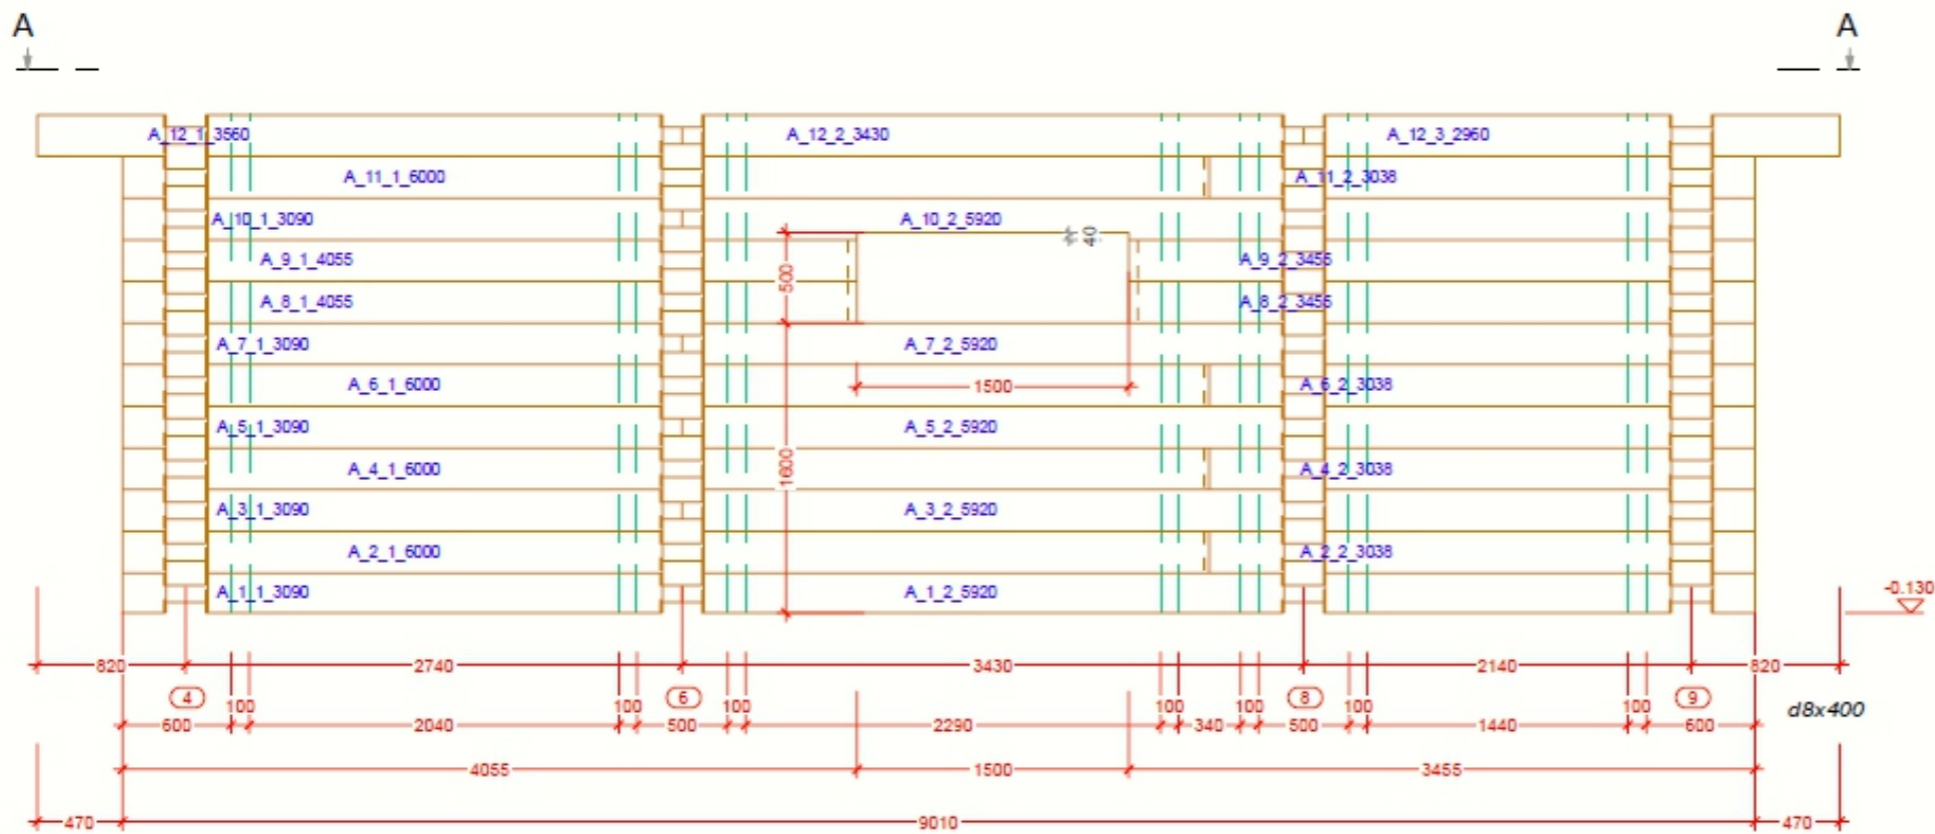 A A
A_12_1_3560 A_12_2_3430 A_12_3_2960
A_11_1_6000 A_11_2_3038
A_10_1_3090 A_10_2_5920
40
A_9_1_4055 A_9_2_3455
500
A_8_1_4055 A_8_2_3455
A_7_1_3090 A_7_2_5920
A_6_1_6000 1500 A_6_2_3038
A_5_1_3090 A_5_2_5920
A_4_1_6000 1600 A_4_2_3038
A_3_1_3090 A_3_2_5920
A_2_1_6000 A_2_2_3038
A_1_1_3090 A_1_2_5920 -0.130
820 2740 3430 2140 820
4 6 8 9
100 100 100 100 100 100 100
d8x400
600 2040 500 2290 340 500 1440 600
4055 1500 3455
470 9010 470